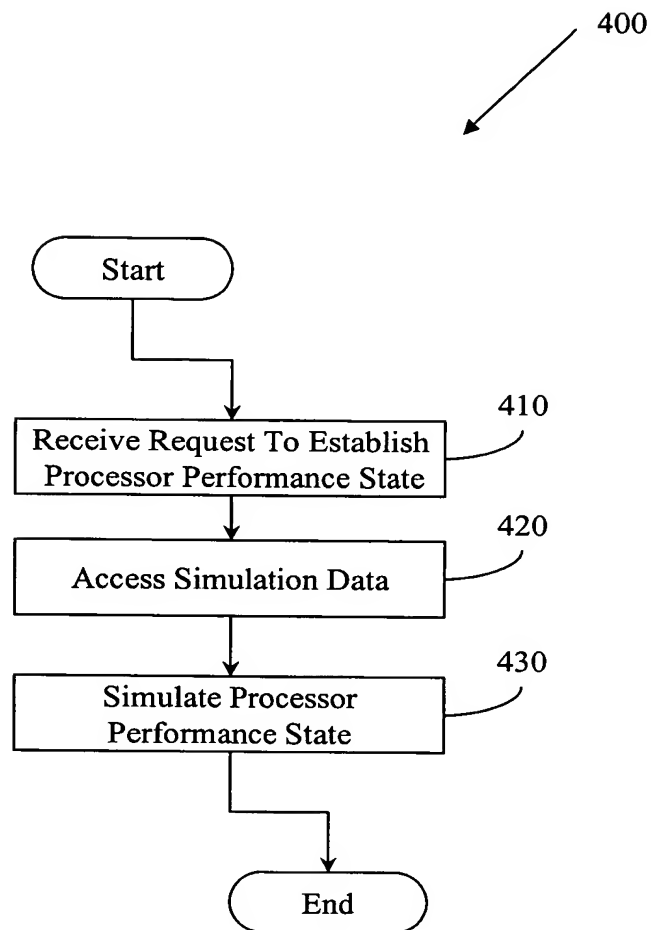 400
Start
410
Receive Request To Establish
Processor Performance State
420
Access Simulation Data
430
Simulate Processor
Performance State
End